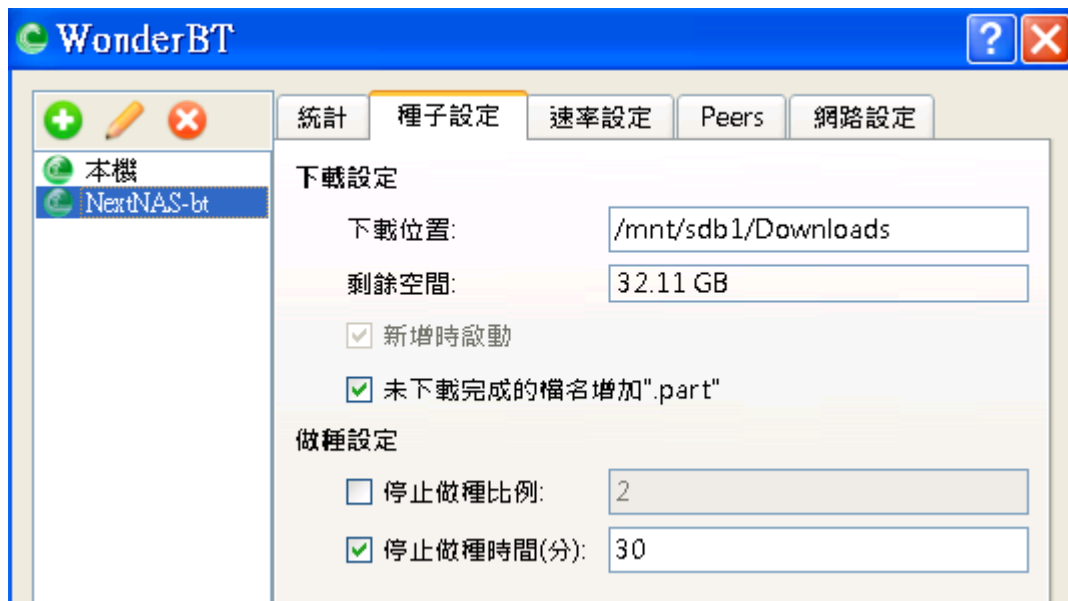 WonderBT
統計 種子設定 速率設定 Peers 網路設定
本機
NextNAS-bt
下載設定
下載位置: /mnt/sdb1/Downloads
剩餘空間: 32.11 GB
新增時啟動
未下載完成的檔名增加".part"
做種設定
停止做種比例: 2
停止做種時間(分): 30